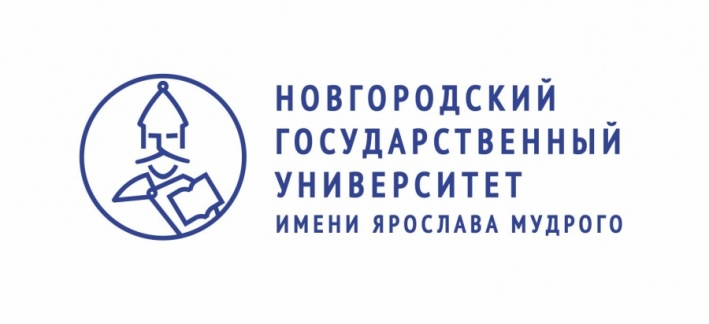 НОВГОРОДСКИЙ
ГОСУДАРСТВЕННЫЙ
УНИВЕРСИТЕТ
ИМЕНИ ЯРОСЛАВА МУДРОГО